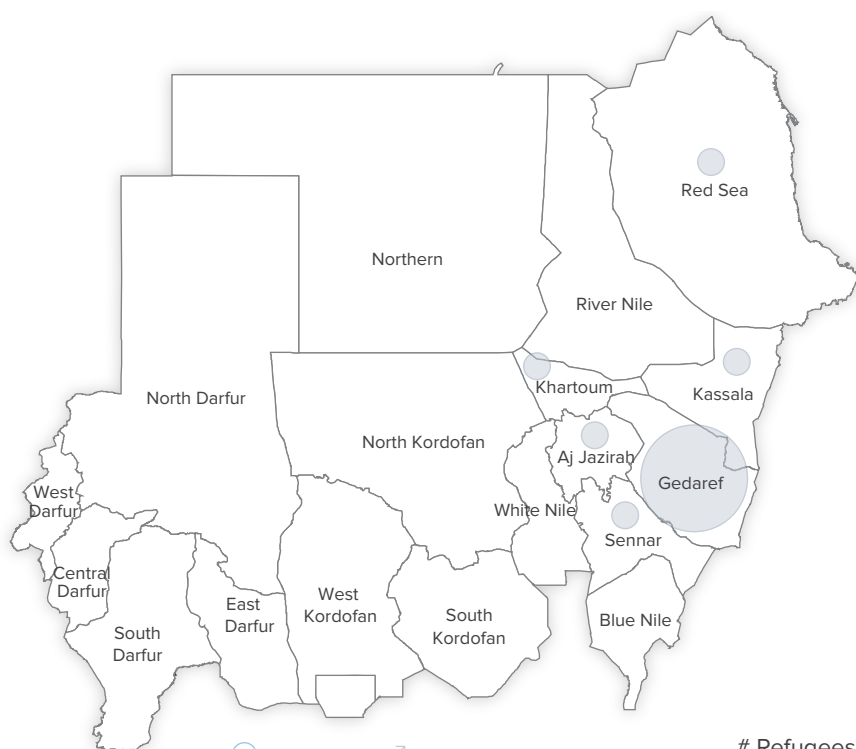 Red Sea
Northern
River Nile
Khartoum
Kassala
North Darfur
North Kordofan
Aj Jazirah
Gedaref
West
Darfur
White Nile
Sennar
Central
Darfur
West
Kordofan
East
Darfur
South
Kordofan
Blue Nile
South
Darfur
# Refugees